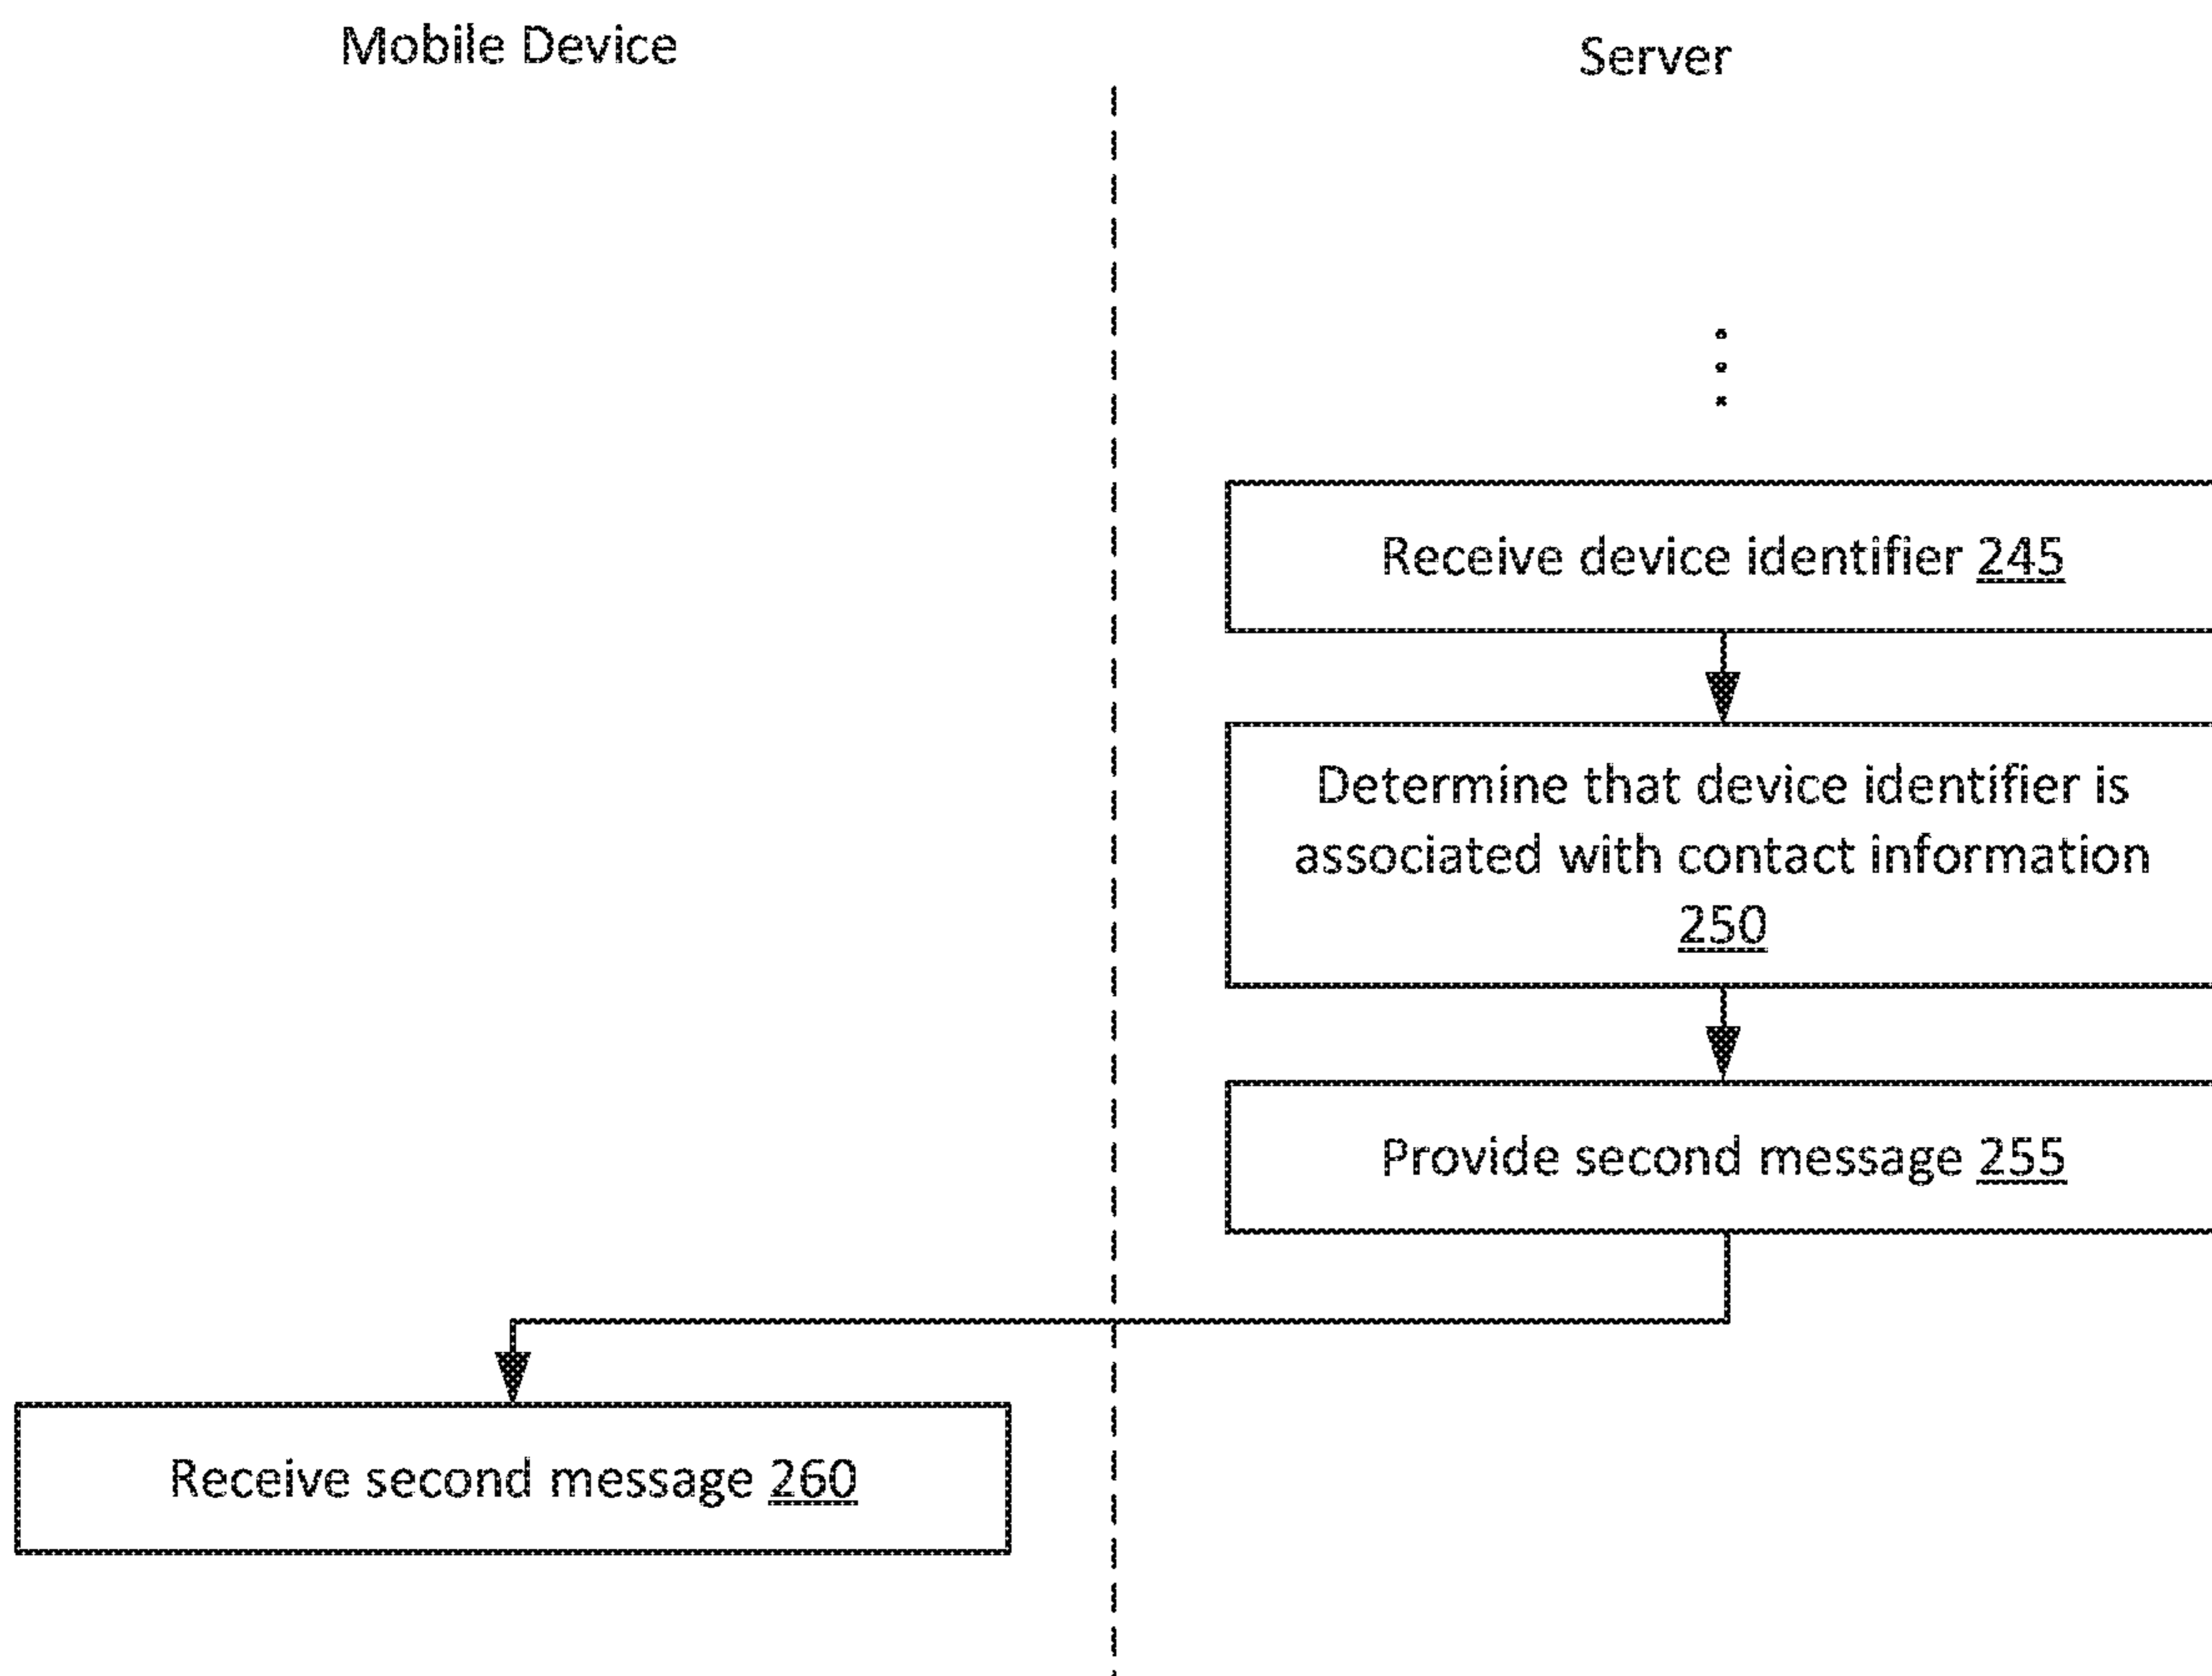 Mobile Device
Server
Receive device identifier 245
Determine that device identifier is
associated with contact information
250
Provide second message 255
Receive second message 260